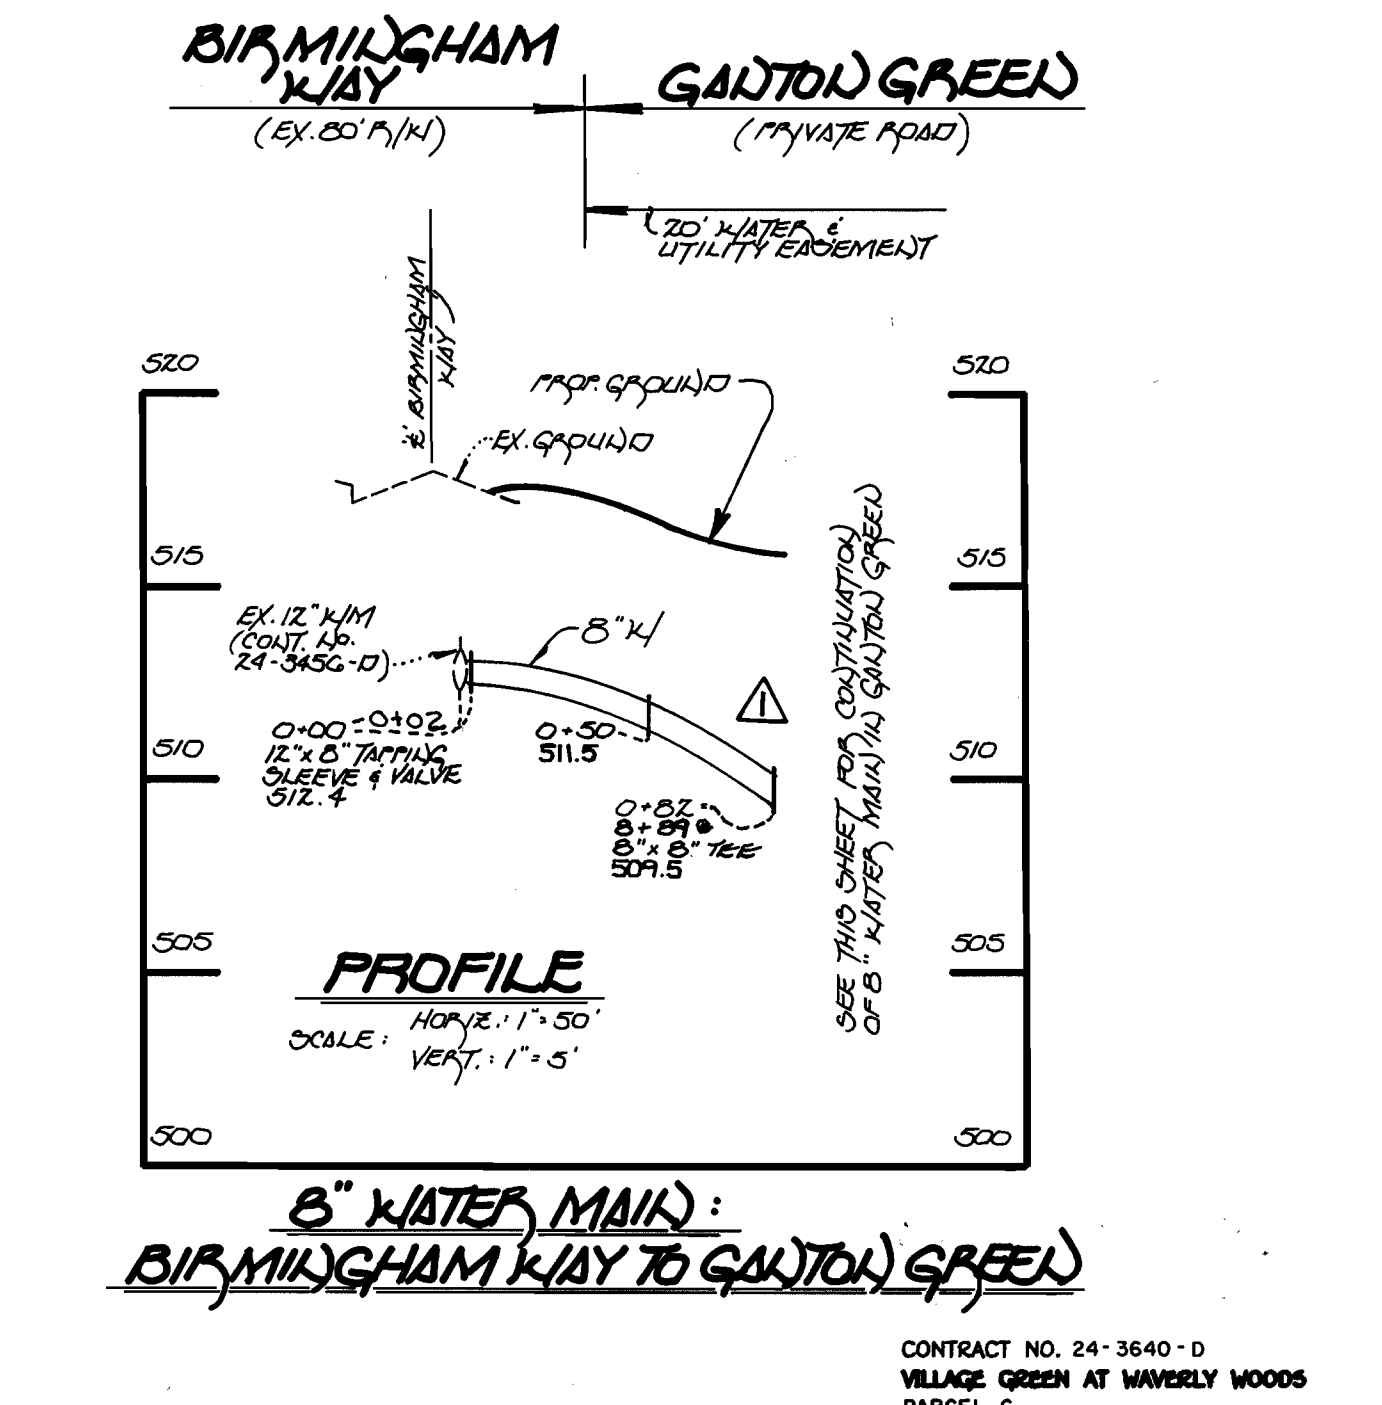 BIRMINGHAM
WAY
GANTON GREEN
(EX. 80' R/W)
(PRIVATE ROAD)
20' WATER &
UTILITY EASEMENT
℄ BIRMINGHAM
WAY
520
520
PROP. GROUND
EX. GROUND
515
515
EX. 12" W/M
(CONT. No.
24-3456-D)
8" W
1
0+00
0+02
12" x 8" TAPPING
SLEEVE & VALVE
512.4
0+50
511.5
510
510
0+82 =
8+89
8" x 8" TEE
509.5
SEE THIS SHEET FOR CONTINUATION
OF 8" WATER MAIN IN GANTON GREEN
505
505
PROFILE
SCALE: HORIZ.: 1" = 50'
VERT.: 1" = 5'
500
500
8" WATER MAIN:
BIRMINGHAM WAY TO GANTON GREEN
CONTRACT NO. 24-3640-D
VILLAGE GREEN AT WAVERLY WOODS